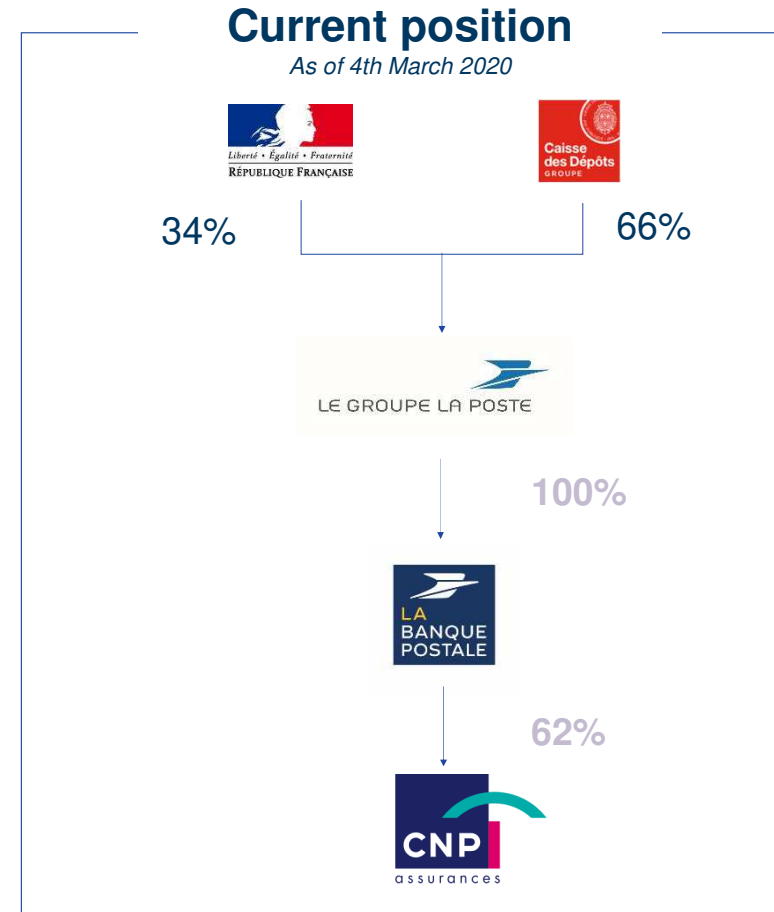 Current position
As of 4th March 2020
Liberté • Égalité • Fraternité
RÉPUBLIQUE FRANÇAISE
Caisse
des Dépôts
GROUPE
34%
66%
LE GROUPE LA POSTE
100%
LA
BANQUE
POSTALE
62%
CNP
assurances